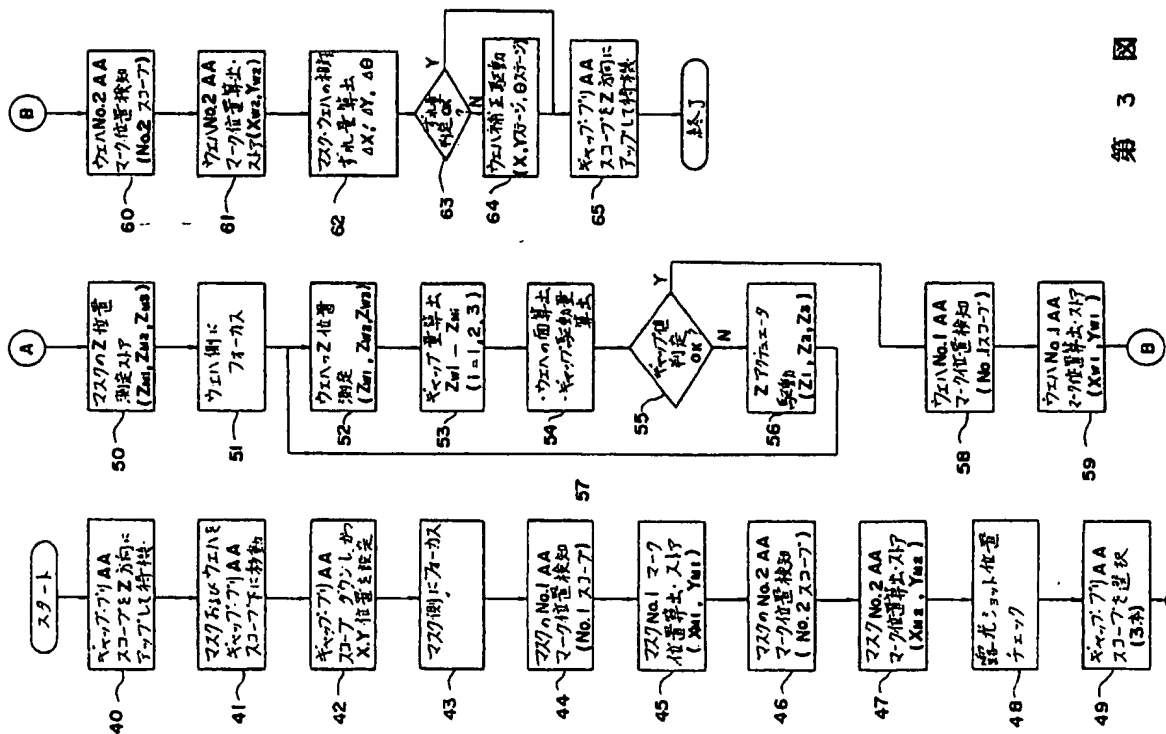 スタート
ギャップ・プリAA
スコープをZ方向に
アップして待機
40
マスクおよびウェハを
ギャップ・プリAA
スコープ下に移動
41
ギャップ・プリAA
スコープダウンしかつ
X,Y位置を設定
42
マスク側にフォーカス
43
マスクのNo.1 AA
マーク位置検知
(No.1スコープ)
44
マスクNo.1マーク
位置算出・ストア
(XM1, YM1)
45
マスクのNo.2 AA
マーク位置検知
(No.2スコープ)
46
マスクNo.2 AA
マーク位置算出・ストア
(XM2, YM2)
47
露光ショット位置
チェック
48
ギャップ・プリAA
スコープを選択
(3本)
49
A
マスクのZ位置
測定ストア
(ZM1, ZM2, ZM3)
50
ウェハ側に
フォーカス
51
ウェハのZ位置
測定
(ZW1, ZW2, ZW3)
52
ギャップ量算出
ZWi − ZMi
(i=1, 2, 3)
53
・ウェハの面算出
・ギャップ駆動量
算出
54
ギャップ値
判定
OK?
Y
N
55
Zアクチュエータ
駆動
(Z1, Z2, Z3)
56
57
ウェハNo.1 AA
マーク位置検知
(No.1スコープ)
58
ウェハNo.1 AA
マーク位置算出・ストア
(XW1, YW1)
59
B
B
ウェハNo.2 AA
マーク位置検知
(No.2スコープ)
60
ウェハNo.2 AA
マーク位置算出・
ストア(XW2, YW2)
61
マスク・ウェハの相対
ずれ量算出
ΔX, ΔY, Δθ
62
ずれ量
判定OK
?
Y
N
63
ウェハ補正駆動
(X,Yステージ, θステージ)
64
ギャップ・プリAA
スコープをZ方向に
アップして待機
65
終了
第3図